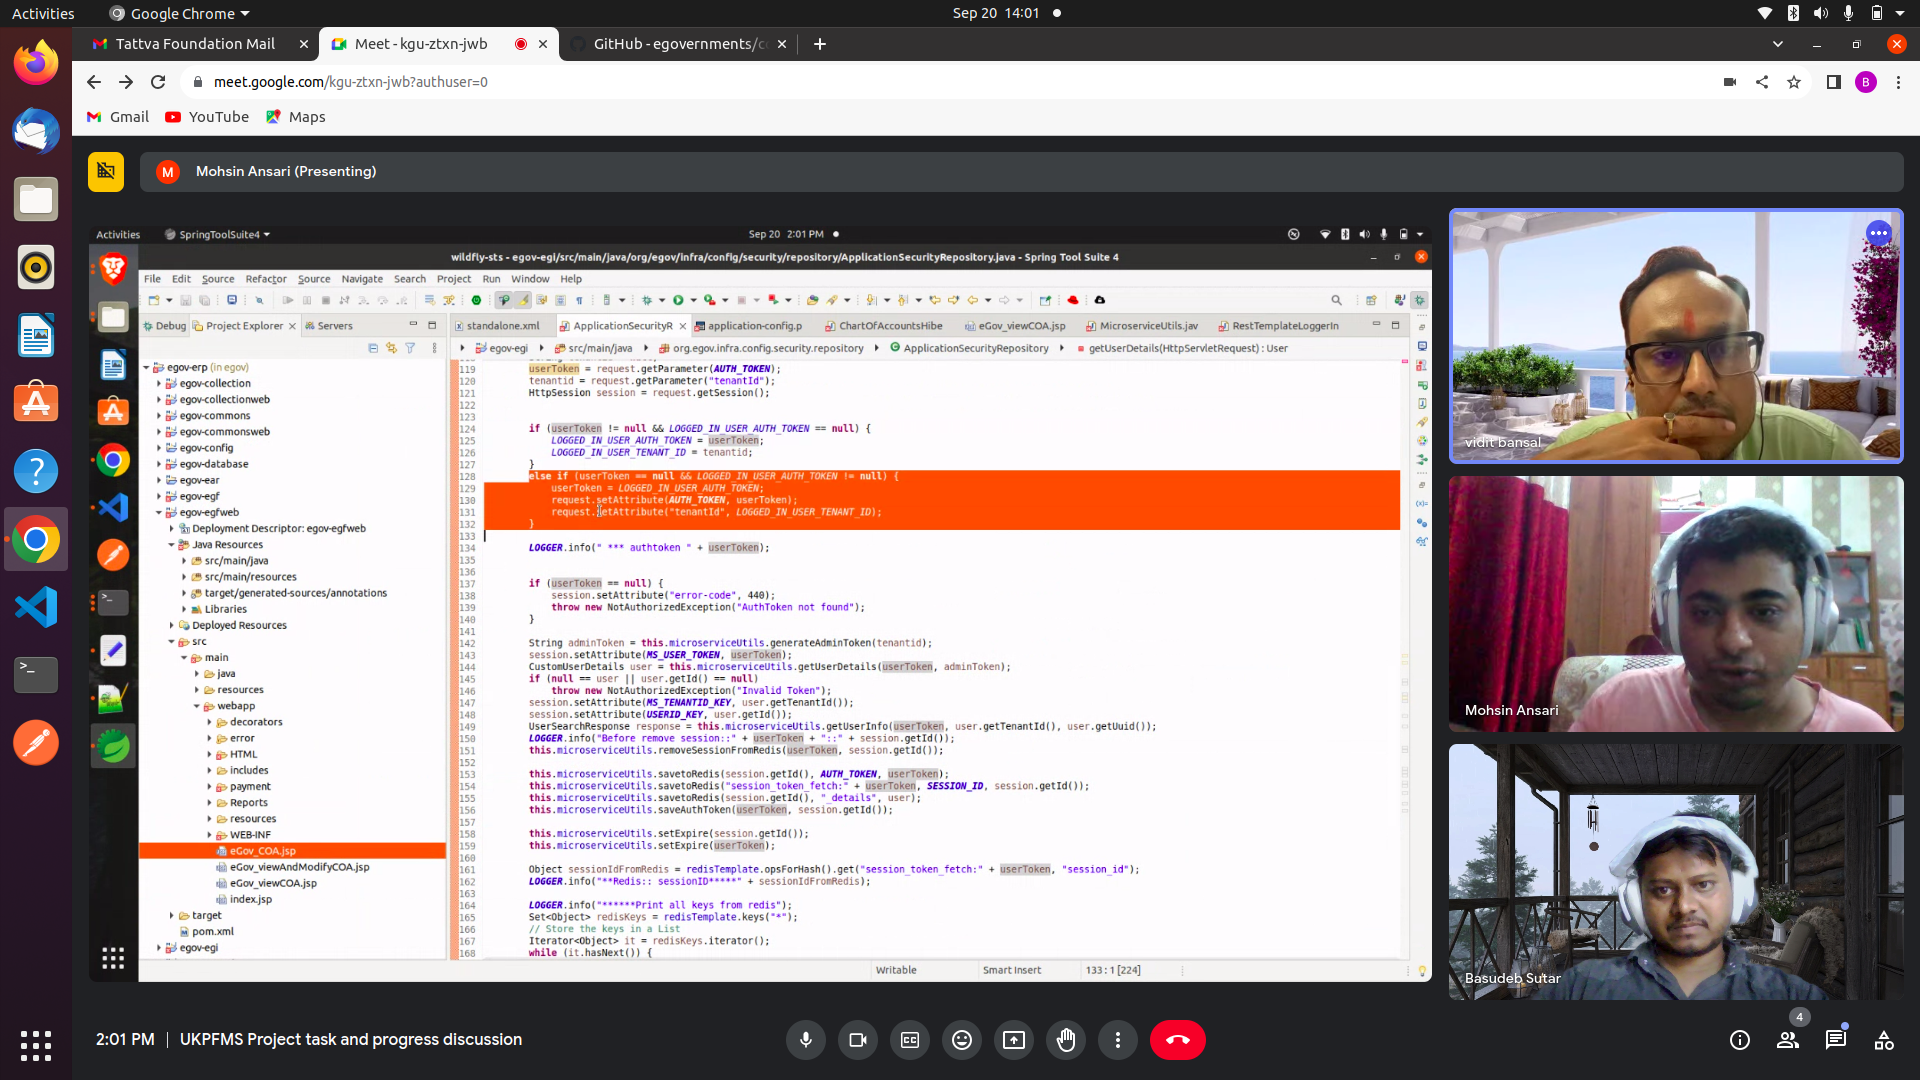 Activities
Google Chrome
Sep 20 14:01
Tattva Foundation Mail
Meet - kgu-ztxn-jwb
GitHub - egovernments/c
meet.google.com/kgu-ztxn-jwb?authuser=0
B
Gmail
YouTube
Maps
M
Mohsin Ansari (Presenting)
Activities
SpringToolSuite4
Sep 20 2:01 PM
wildfly-sts - egov-egi/src/main/java/org/egov/infra/config/security/repository/ApplicationSecurityRepository.java - Spring Tool Suite 4
File Edit Source Refactor Source Navigate Search Project Run Window Help
Debug
Project Explorer
Servers
standalone.xml
ApplicationSecurityR
application-config.p
ChartOfAccountsHibe
eGov_viewCOA.jsp
MicroserviceUtils.jav
RestTemplateLoggerIn
egov-egi
src/main/java
org.egov.infra.config.security.repository
ApplicationSecurityRepository
getUserDetails(HttpServletRequest) : User
egov-erp (in egov)
egov-collection
egov-collectionweb
egov-commons
egov-commonsweb
egov-config
egov-database
egov-ear
egov-egf
egov-egfweb
Deployment Descriptor: egov-egfweb
Java Resources
src/main/java
src/main/resources
target/generated-sources/annotations
Libraries
Deployed Resources
src
main
java
resources
webapp
decorators
error
HTML
includes
payment
Reports
resources
WEB-INF
eGov_COA.jsp
eGov_viewAndModifyCOA.jsp
eGov_viewCOA.jsp
index.jsp
target
pom.xml
egov-egi
119 userToken = request.getParameter(AUTH_TOKEN);
120 tenantid = request.getParameter("tenantId");
121 HttpSession session = request.getSession();
122
123
124 if (userToken != null && LOGGED_IN_USER_AUTH_TOKEN == null) {
125 LOGGED_IN_USER_AUTH_TOKEN = userToken;
126 LOGGED_IN_USER_TENANT_ID = tenantid;
127 }
128 else if (userToken == null && LOGGED_IN_USER_AUTH_TOKEN != null) {
129 userToken = LOGGED_IN_USER_AUTH_TOKEN;
130 request.setAttribute(AUTH_TOKEN, userToken);
131 request.setAttribute("tenantId", LOGGED_IN_USER_TENANT_ID);
132 }
133
134 LOGGER.info(" *** authtoken " + userToken);
135
136
137 if (userToken == null) {
138 session.setAttribute("error-code", 440);
139 throw new NotAuthorizedException("AuthToken not found");
140 }
141
142 String adminToken = this.microserviceUtils.generateAdminToken(tenantid);
143 session.setAttribute(MS_USER_TOKEN, userToken);
144 CustomUserDetails user = this.microserviceUtils.getUserDetails(userToken, adminToken);
145 if (null == user || user.getId() == null)
146 throw new NotAuthorizedException("Invalid Token");
147 session.setAttribute(MS_TENANTID_KEY, user.getTenantId());
148 session.setAttribute(USERID_KEY, user.getId());
149 UserSearchResponse response = this.microserviceUtils.getUserInfo(userToken, user.getTenantId(), user.getUuid());
150 LOGGER.info("Before remove session::" + userToken + "::" + session.getId());
151 this.microserviceUtils.removeSessionFromRedis(userToken, session.getId());
152
153 this.microserviceUtils.savetoRedis(session.getId(), AUTH_TOKEN, userToken);
154 this.microserviceUtils.savetoRedis("session_token_fetch:" + userToken, SESSION_ID, session.getId());
155 this.microserviceUtils.savetoRedis(session.getId(), "_details", user);
156 this.microserviceUtils.saveAuthToken(userToken, session.getId());
157
158 this.microserviceUtils.setExpire(session.getId());
159 this.microserviceUtils.setExpire(userToken);
160
161 Object sessionIdFromRedis = redisTemplate.opsForHash().get("session_token_fetch:" + userToken, "session_id");
162 LOGGER.info("**Redis:: sessionID*****" + sessionIdFromRedis);
163
164 LOGGER.info("******Print all keys from redis");
165 Set<Object> redisKeys = redisTemplate.keys("*");
166 // Store the keys in a List
167 Iterator<Object> it = redisKeys.iterator();
168 while (it.hasNext()) {
Writable
Smart Insert
133 : 1 [224]
vidit bansal
Mohsin Ansari
Basudeb Sutar
2:01 PM | UKPFMS Project task and progress discussion
4